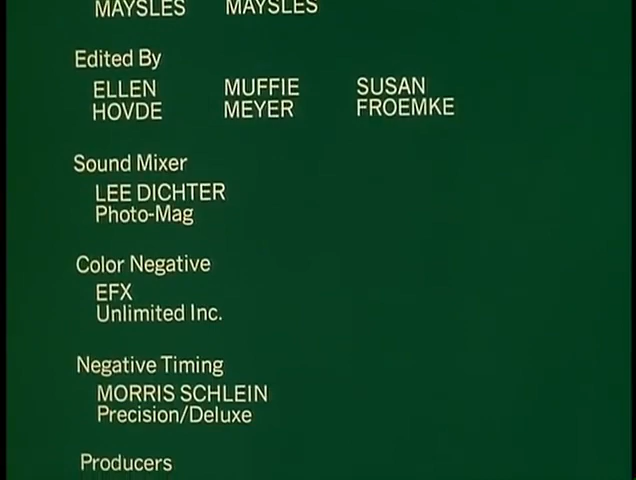 MAYSLES MAYSLES
Edited By
ELLEN MUFFIE SUSAN
HOVDE MEYER FROEMKE
Sound Mixer
LEE DICHTER
Photo-Mag
Color Negative
EFX
Unlimited Inc.
Negative Timing
MORRIS SCHLEIN
Precision/Deluxe
Producers